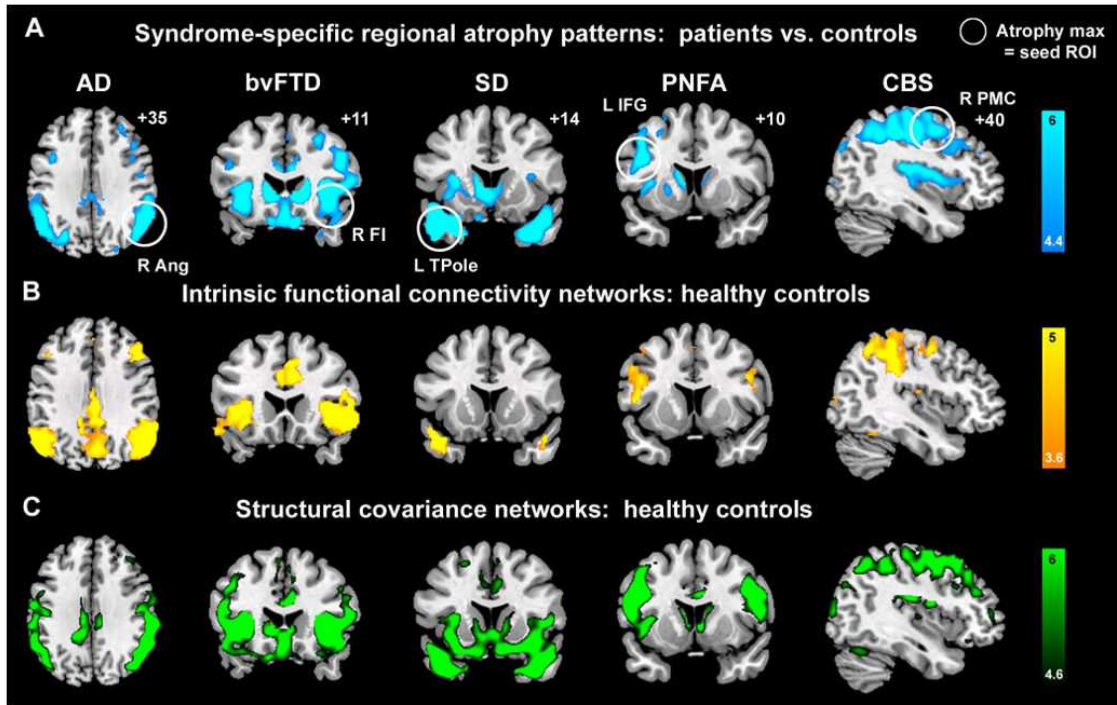 A
Syndrome-specific regional atrophy patterns: patients vs. controls
Atrophy max
= seed ROI
AD
bvFTD
SD
PNFA
CBS
+35
+11
+14
L IFG
+10
R PMC
+40
6
4.4
R Ang
R FI
L TPole
B
Intrinsic functional connectivity networks: healthy controls
5
3.6
C
Structural covariance networks: healthy controls
6
4.6